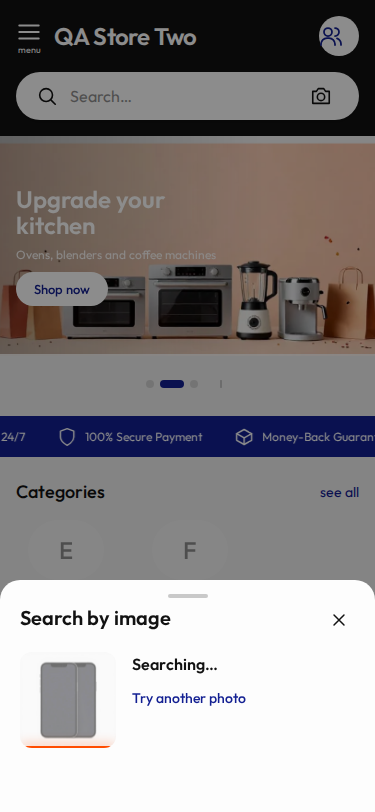 menu
QA Store Two
Search...
Upgrade your
kitchen
Ovens, blenders and coffee machines
Shop now
24/7
100% Secure Payment
Money-Back Guaran
Categories
see all
E
F
Search by image
Searching...
Try another photo